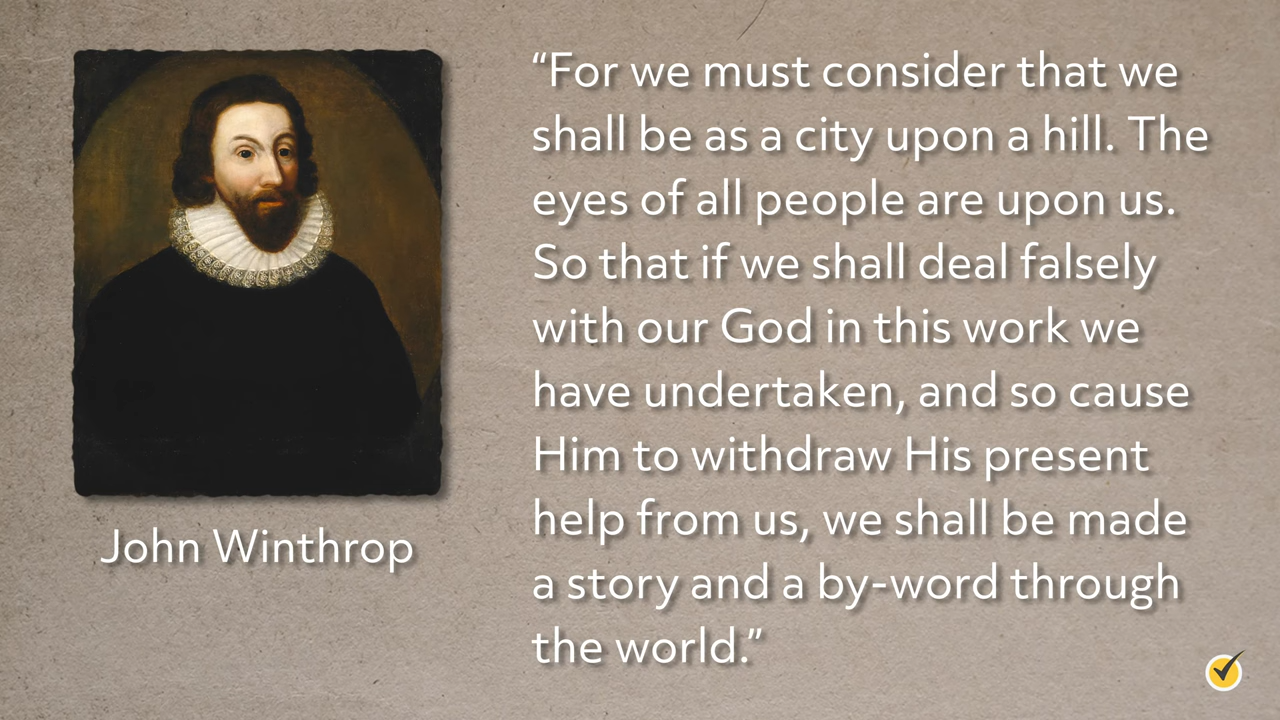 John Winthrop
“For we must consider that we
shall be as a city upon a hill. The
eyes of all people are upon us.
So that if we shall deal falsely
with our God in this work we
have undertaken, and so cause
Him to withdraw His present
help from us, we shall be made
a story and a by-word through
the world.”